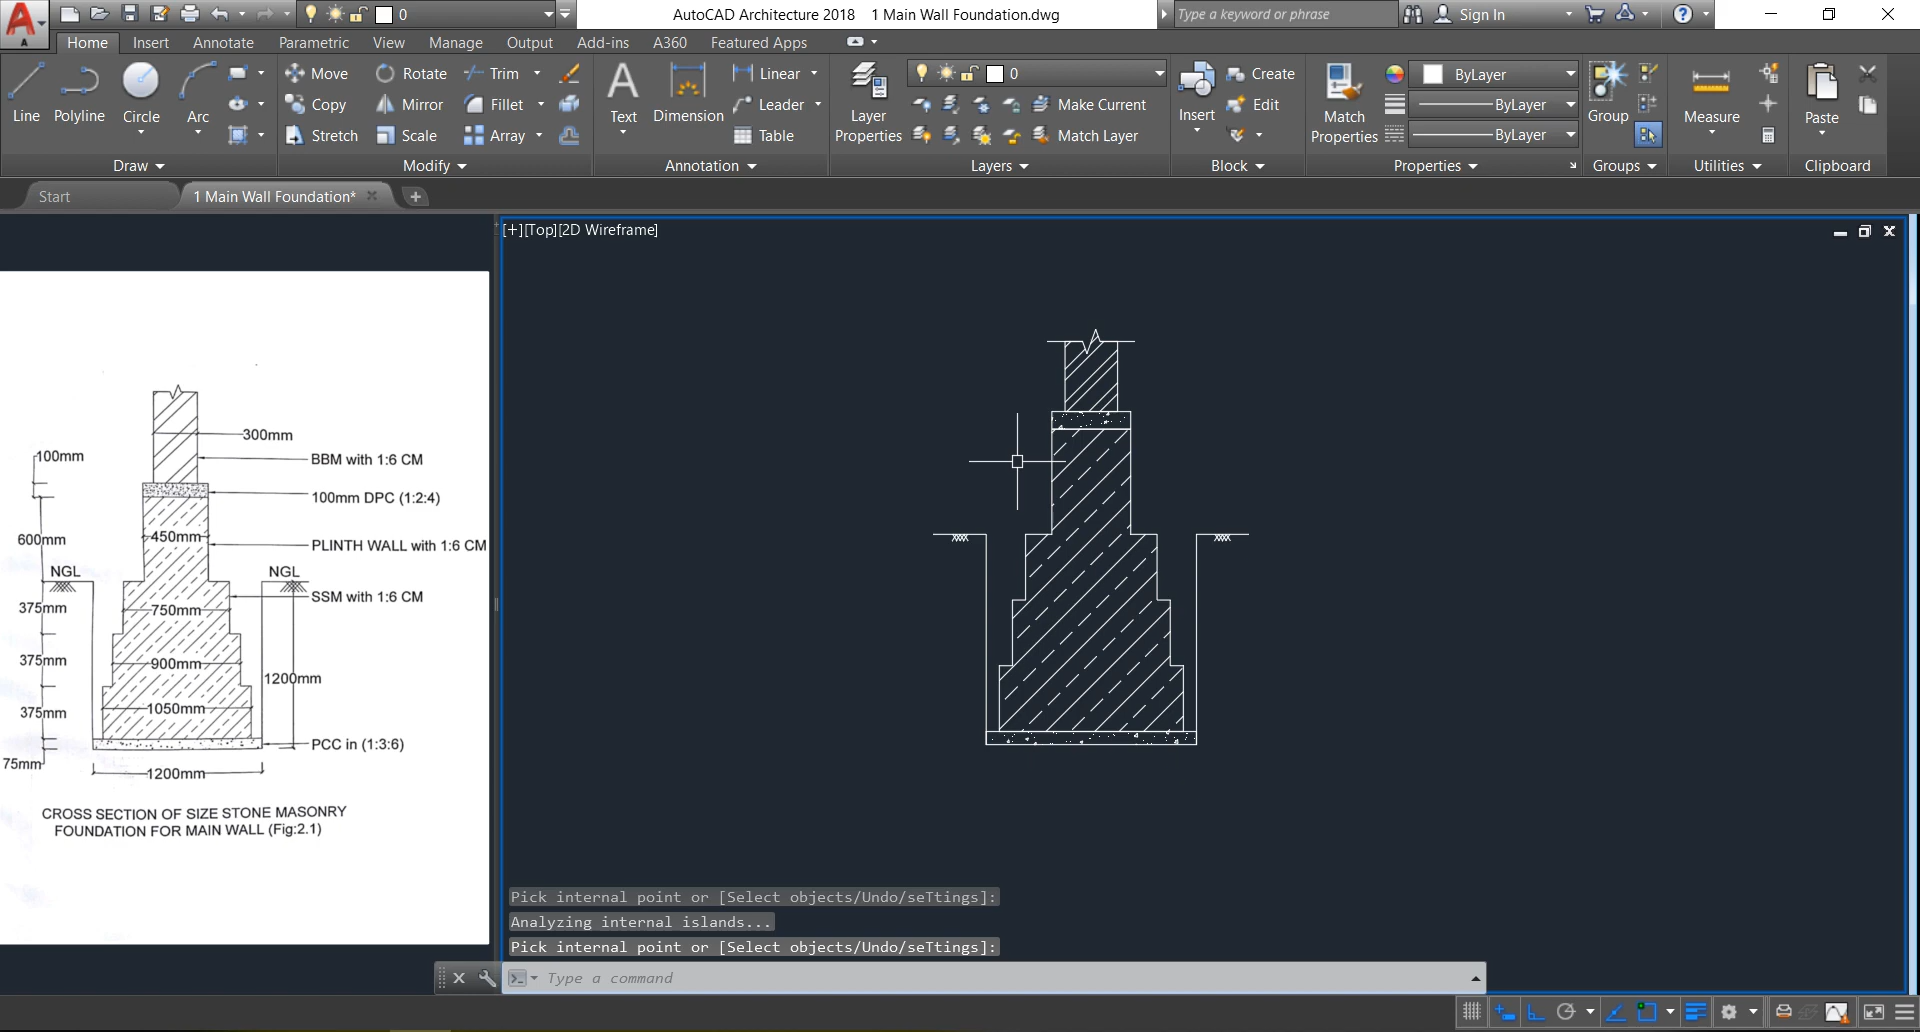 AutoCAD Architecture 2018 1 Main Wall Foundation.dwg
0
Type a keyword or phrase
Sign In
A
Home Insert Annotate Parametric View Manage Output Add-ins A360 Featured Apps
Line Polyline Circle Arc
Move Rotate Trim
Copy Mirror Fillet
Stretch Scale Array
Text Dimension
Linear
Leader
Table
Layer Properties
0
Make Current
Match Layer
Insert
Create
Edit
Match Properties
ByLayer
ByLayer
ByLayer
Group
Measure
Paste
Draw Modify Annotation Layers Block Properties Groups Utilities Clipboard
Start 1 Main Wall Foundation*
[+][Top][2D Wireframe]
300mm
100mm
BBM with 1:6 CM
100mm DPC (1:2:4)
600mm
450mm
PLINTH WALL with 1:6 CM
NGL NGL
SSM with 1:6 CM
375mm
750mm
375mm
900mm
1200mm
375mm
1050mm
PCC in (1:3:6)
75mm
1200mm
CROSS SECTION OF SIZE STONE MASONRY
FOUNDATION FOR MAIN WALL (Fig:2.1)
Pick internal point or [Select objects/Undo/seTtings]:
Analyzing internal islands...
Pick internal point or [Select objects/Undo/seTtings]:
Type a command